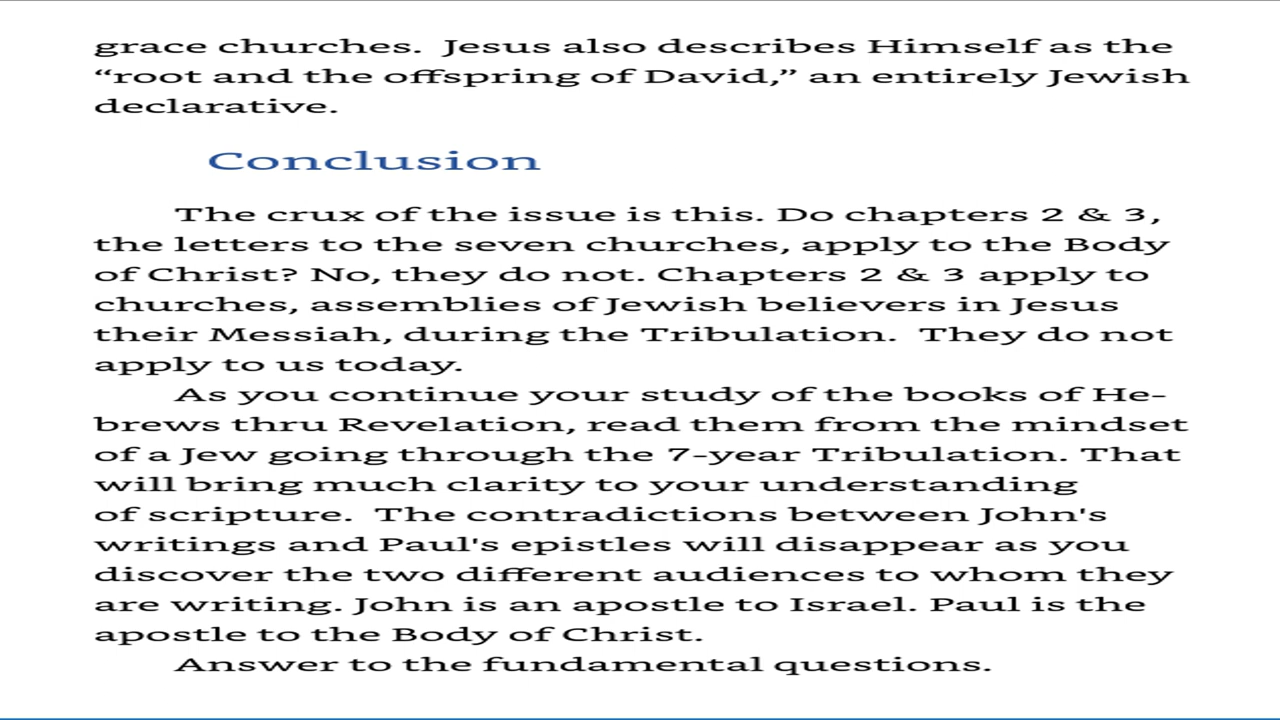 grace churches.  Jesus also describes Himself as the
“root and the offspring of David,” an entirely Jewish
declarative.
Conclusion
The crux of the issue is this. Do chapters 2 & 3,
the letters to the seven churches, apply to the Body
of Christ? No, they do not. Chapters 2 & 3 apply to
churches, assemblies of Jewish believers in Jesus
their Messiah, during the Tribulation.  They do not
apply to us today.
As you continue your study of the books of He-
brews thru Revelation, read them from the mindset
of a Jew going through the 7-year Tribulation. That
will bring much clarity to your understanding
of scripture.  The contradictions between John's
writings and Paul's epistles will disappear as you
discover the two different audiences to whom they
are writing. John is an apostle to Israel. Paul is the
apostle to the Body of Christ.
Answer to the fundamental questions.